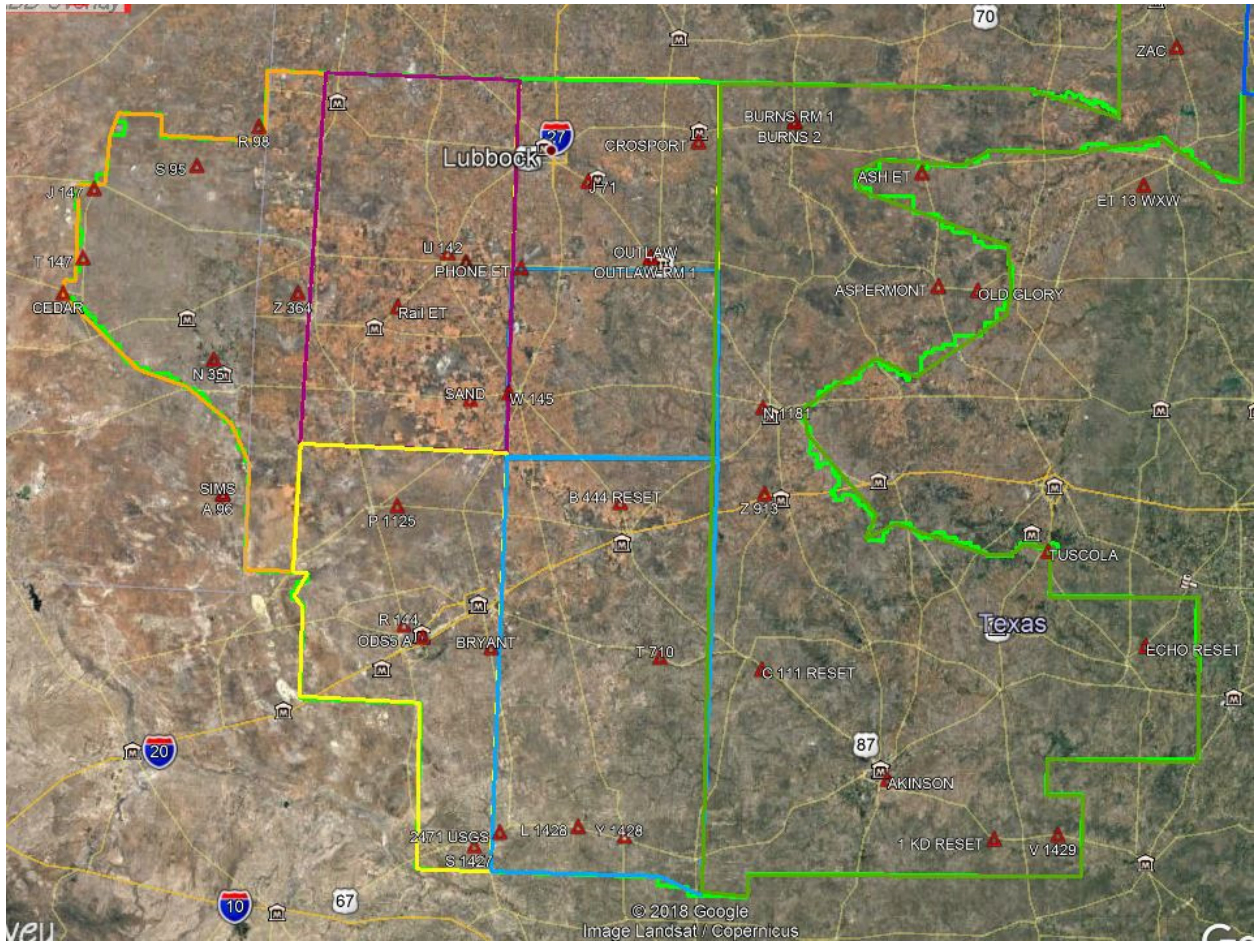 70
ZAC
BURNS RM 1
BURNS 2
R 98
27
CROSPORT
Lubbock
S 95
ASH ET
J 147
J 71
ET 13 WXW
T 147
U 142
OUTLAW
PHONE ET
OUTLAW RM 1
CEDAR
Z 364
Rail ET
ASPERMONT
OLD GLORY
N 35
SAND
W 145
N 1181
SIMS
A 96
P 1125
B 444 RESET
Z 913
TUSCOLA
R 144
ODS5 A
BRYANT
T 710
Texas
C 111 RESET
ECHO RESET
20
87
AKINSON
2471 USGS
L 1428
Y 1428
1 KD RESET
V 1429
S 1427
10
67
© 2018 Google
Image Landsat / Copernicus